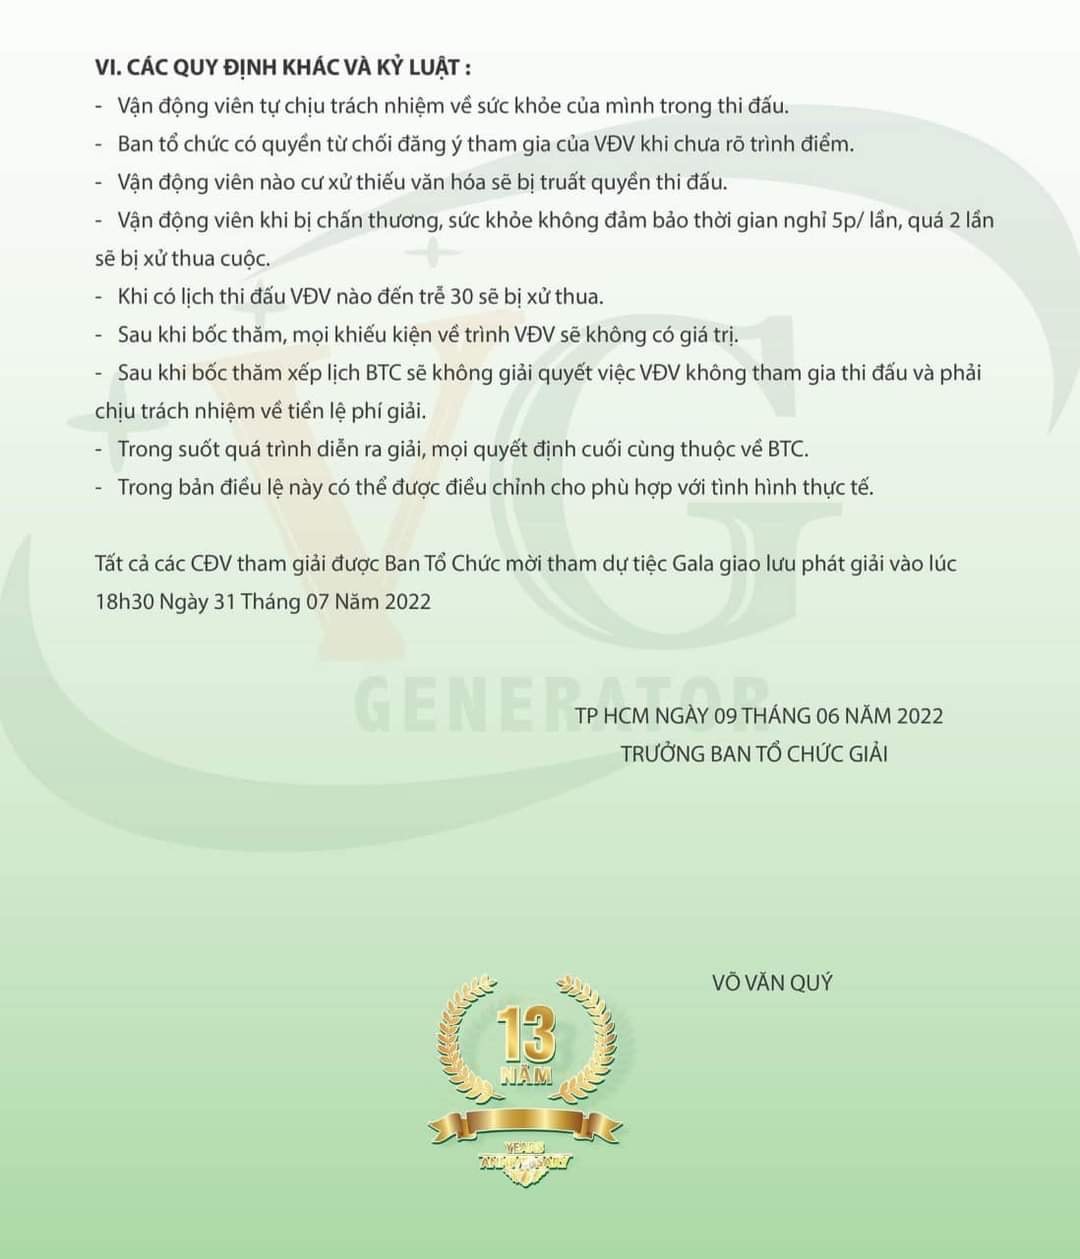 VI. CÁC QUY ĐỊNH KHÁC VÀ KỶ LUẬT :
- Vận động viên tự chịu trách nhiệm về sức khỏe của mình trong thi đấu.
- Ban tổ chức có quyền từ chối đăng ý tham gia của VĐV khi chưa rõ trình điểm.
- Vận động viên nào cư xử thiếu văn hóa sẽ bị truất quyền thi đấu.
- Vận động viên khi bị chấn thương, sức khỏe không đảm bảo thời gian nghỉ 5p/ lần, quá 2 lần
sẽ bị xử thua cuộc.
- Khi có lịch thi đấu VĐV nào đến trễ 30 sẽ bị xử thua.
- Sau khi bốc thăm, mọi khiếu kiện về trình VĐV sẽ không có giá trị.
- Sau khi bốc thăm xếp lịch BTC sẽ không giải quyết việc VĐV không tham gia thi đấu và phải
chịu trách nhiệm về tiền lệ phí giải.
- Trong suốt quá trình diễn ra giải, mọi quyết định cuối cùng thuộc về BTC.
- Trong bản điều lệ này có thể được điều chỉnh cho phù hợp với tình hình thực tế.
Tất cả các CĐV tham giải được Ban Tổ Chức mời tham dự tiệc Gala giao lưu phát giải vào lúc
18h30 Ngày 31 Tháng 07 Năm 2022
VG
GENERATOR
TP HCM NGÀY 09 THÁNG 06 NĂM 2022
TRƯỞNG BAN TỔ CHỨC GIẢI
VÕ VĂN QUÝ
13
NĂM
YEARS
ANNIVERSARY